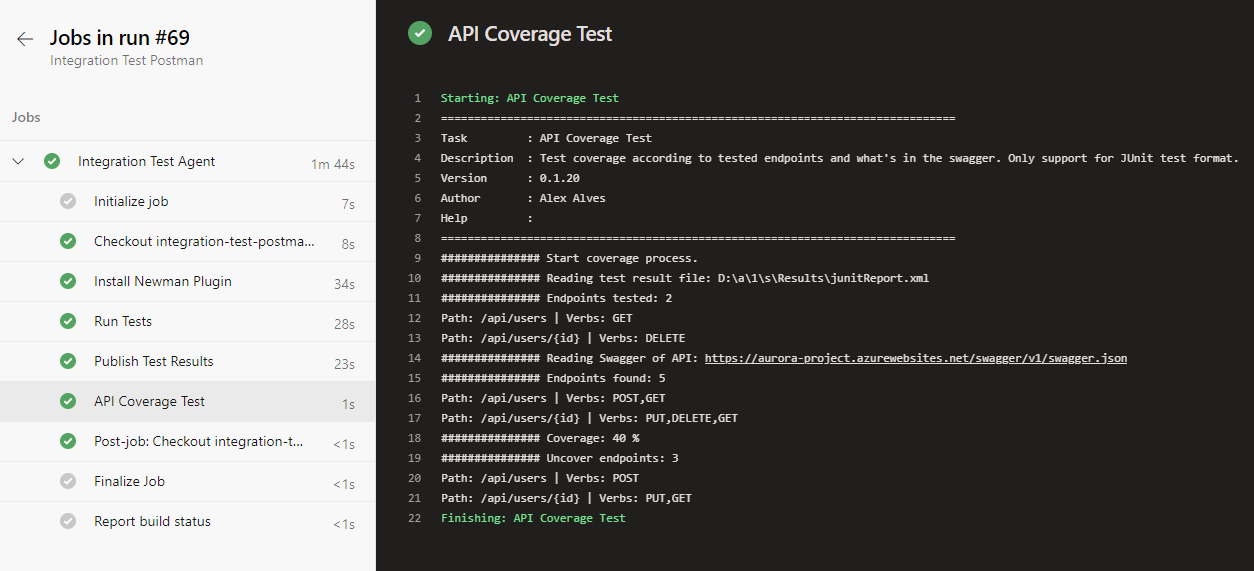 Jobs in run #69
Integration Test Postman
Jobs
Integration Test Agent 1m 44s
Initialize job 7s
Checkout integration-test-postma... 8s
Install Newman Plugin 34s
Run Tests 28s
Publish Test Results 23s
API Coverage Test 1s
Post-job: Checkout integration-t... <1s
Finalize Job <1s
Report build status <1s
API Coverage Test
1 Starting: API Coverage Test
2 ==============================================================================
3 Task         : API Coverage Test
4 Description  : Test coverage according to tested endpoints and what's in the swagger. Only support for JUnit test format.
5 Version      : 0.1.20
6 Author       : Alex Alves
7 Help         :
8 ==============================================================================
9 ############### Start coverage process.
10 ############### Reading test result file: D:\a\1\s\Results\junitReport.xml
11 ############### Endpoints tested: 2
12 Path: /api/users | Verbs: GET
13 Path: /api/users/{id} | Verbs: DELETE
14 ############### Reading Swagger of API: https://aurora-project.azurewebsites.net/swagger/v1/swagger.json
15 ############### Endpoints found: 5
16 Path: /api/users | Verbs: POST,GET
17 Path: /api/users/{id} | Verbs: PUT,DELETE,GET
18 ############### Coverage: 40 %
19 ############### Uncover endpoints: 3
20 Path: /api/users | Verbs: POST
21 Path: /api/users/{id} | Verbs: PUT,GET
22 Finishing: API Coverage Test